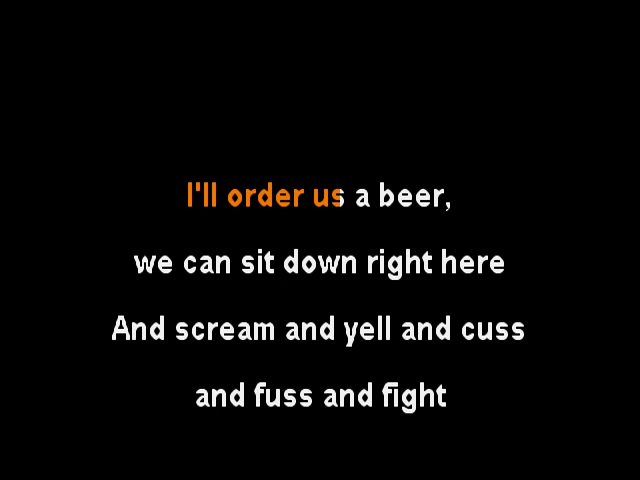 I'll order us a beer,
we can sit down right here
And scream and yell and cuss
and fuss and fight